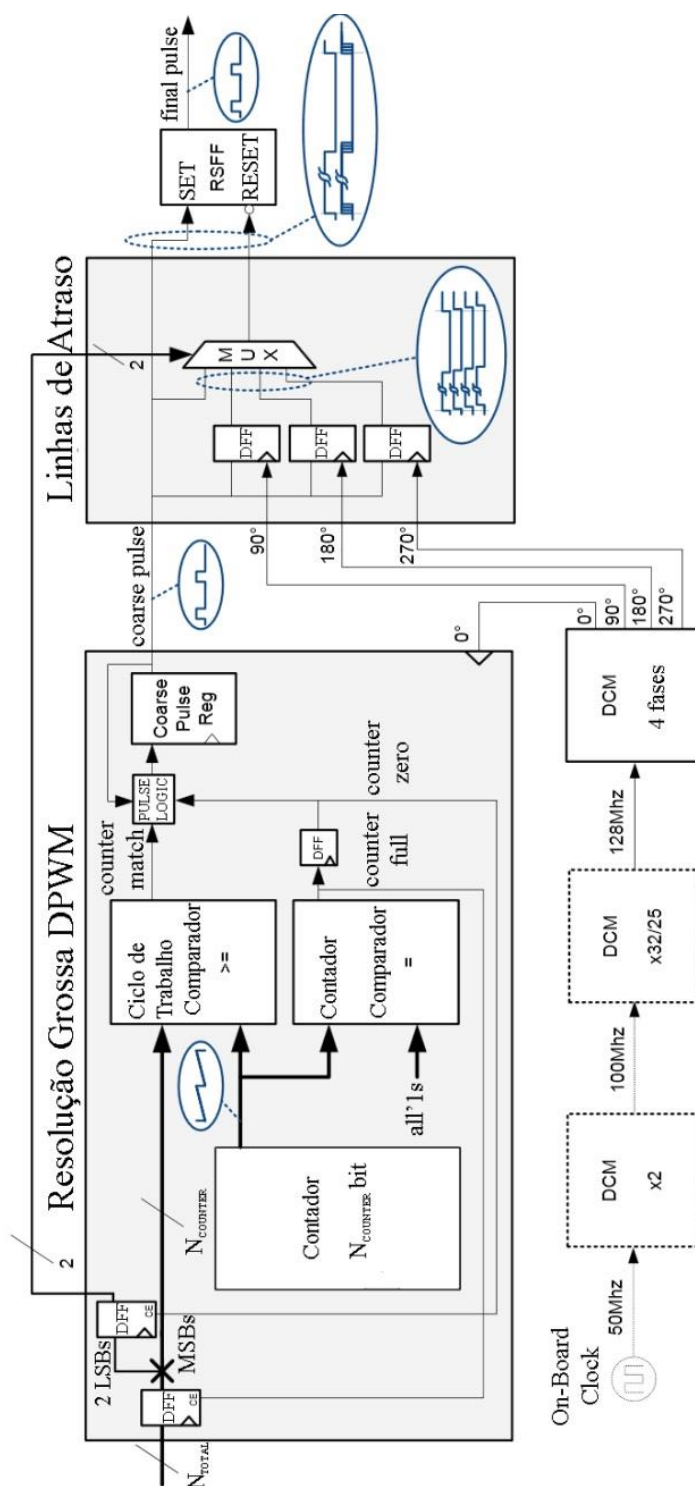 Resolução Grossa DPWM
Linhas de Atraso
2
2
N_TOTAL
DFF
CE
2 LSBs
DFF
CE
MSBs
N_COUNTER
Contador
N_COUNTER bit
Ciclo de
Trabalho
Comparador
>=
Contador
Comparador
=
all'1s
counter
match
PULSE
LOGIC
Coarse
Pulse
Reg
DFF
counter
full
counter
zero
0°
coarse pulse
90°
180°
270°
DFF
DFF
DFF
M
U
X
SET
RSFF
RESET
final pulse
On-Board
Clock
50Mhz
DCM
x2
100Mhz
DCM
x32/25
128Mhz
DCM
4 fases
0°
90°
180°
270°